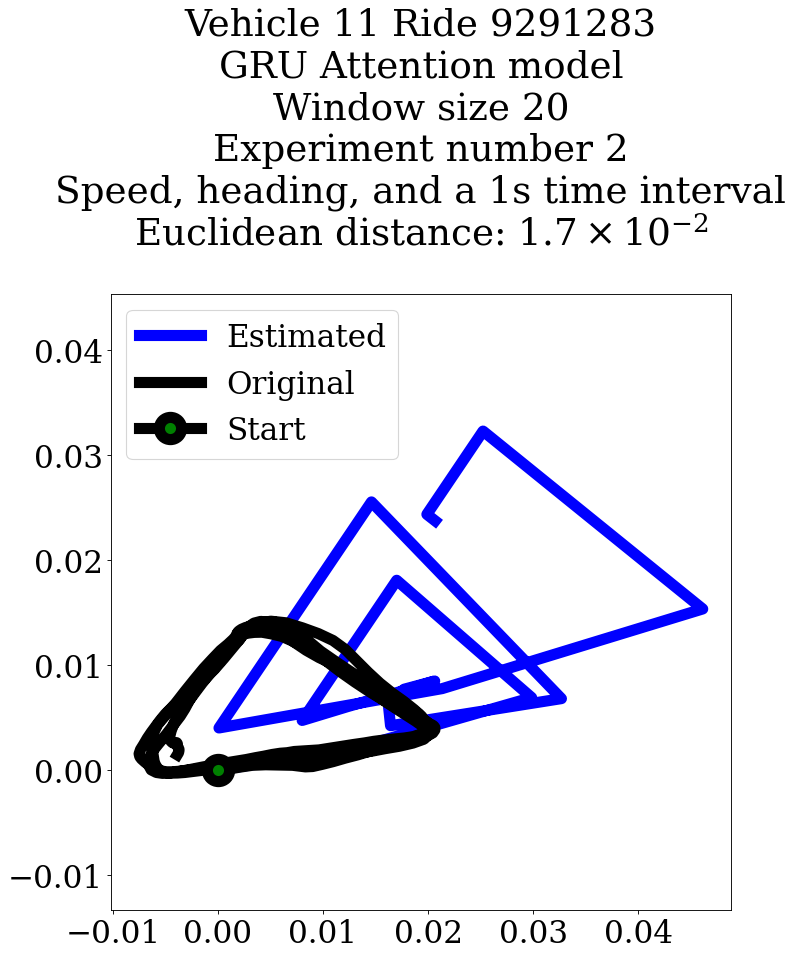 Vehicle 11 Ride 9291283
GRU Attention model
Window size 20
Experiment number 2
Speed, heading, and a 1s time interval
Euclidean distance: 1.7 × 10⁻²
Estimated
Original
Start
0.04
0.03
0.02
0.01
0.00
−0.01
−0.01 0.00 0.01 0.02 0.03 0.04